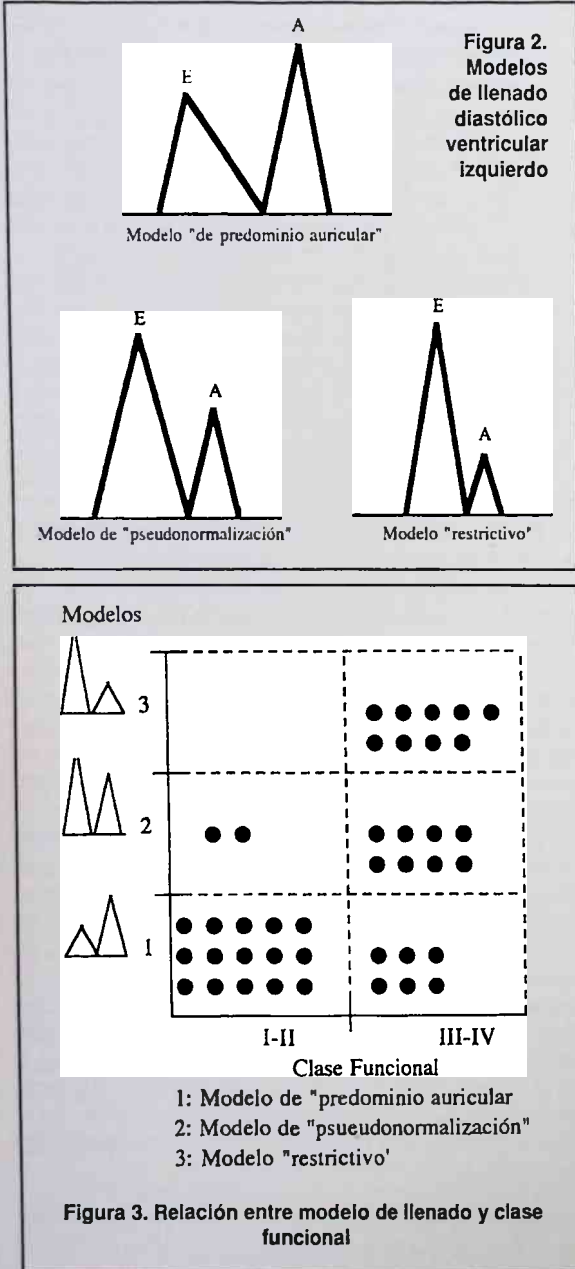 A
E
Figura 2.
Modelos
de llenado
diastólico
ventricular
izquierdo
Modelo "de predominio auricular"
E
A
Modelo de "pseudonormalización"
E
A
Modelo "restrictivo"
Modelos
3
2
1
I-II
III-IV
Clase Funcional
1: Modelo de "predominio auricular
2: Modelo de "psueudonormalización"
3: Modelo "restrictivo'
Figura 3. Relación entre modelo de llenado y clase
funcional